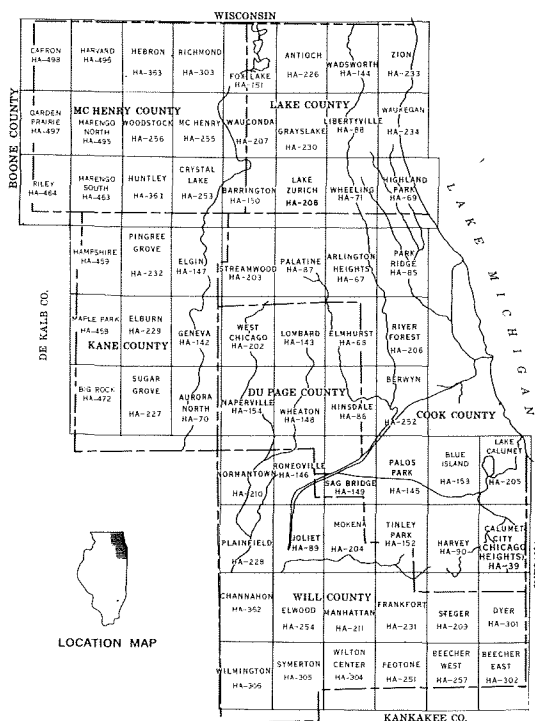 WISCONSIN
CAPRON HARVARD HEBRON RICHMOND ANTIOCH WADSWORTH ZION
HA-498 HA-496 HA-363 HA-303 FOX LAKE HA-226 HA-144 HA-233
HA-151
BOONE COUNTY
MC HENRY COUNTY LAKE COUNTY
GARDEN PRAIRIE MARENGO NORTH WOODSTOCK MC HENRY WAUCONDA GRAYSLAKE LIBERTYVILLE WAUKEGAN
HA-497 HA-495 HA-256 HA-255 HA-207 HA-230 HA-88 HA-234
RILEY MARENGO SOUTH HUNTLEY CRYSTAL LAKE BARRINGTON LAKE ZURICH WHEELING HIGHLAND PARK
HA-464 HA-463 HA-361 HA-253 HA-150 HA-208 HA-71 HA-69
LAKE MICHIGAN
HAMPSHIRE PINGREE GROVE ELGIN STREAMWOOD PALATINE ARLINGTON HEIGHTS PARK RIDGE
HA-459 HA-232 HA-147 HA-203 HA-87 HA-67 HA-85
DE KALB CO.
MAPLE PARK ELBURN GENEVA WEST CHICAGO LOMBARD ELMHURST RIVER FOREST
HA-458 HA-229 HA-142 HA-202 HA-143 HA-68 HA-206
KANE COUNTY
BIG ROCK SUGAR GROVE AURORA NORTH NAPERVILLE WHEATON HINSDALE BERWYN
HA-472 HA-227 HA-70 HA-154 HA-148 HA-86 HA-252
DU PAGE COUNTY COOK COUNTY
NORMANTOWN ROMEOVILLE SAG BRIDGE PALOS PARK BLUE ISLAND LAKE CALUMET
HA-210 HA-146 HA-149 HA-145 HA-153 HA-205
PLAINFIELD JOLIET MOKENA TINLEY PARK HARVEY CALUMET CITY (CHICAGO HEIGHTS)
HA-228 HA-89 HA-204 HA-152 HA-90 HA-39
WILL COUNTY
CHANNAHON ELWOOD MANHATTAN FRANKFORT STEGER DYER
HA-362 HA-254 HA-211 HA-231 HA-209 HA-301
WILMINGTON SYMERTON WILTON CENTER PEOTONE BEECHER WEST BEECHER EAST
HA-305 HA-304 HA-251 HA-257 HA-302
KANKAKEE CO.
LOCATION MAP